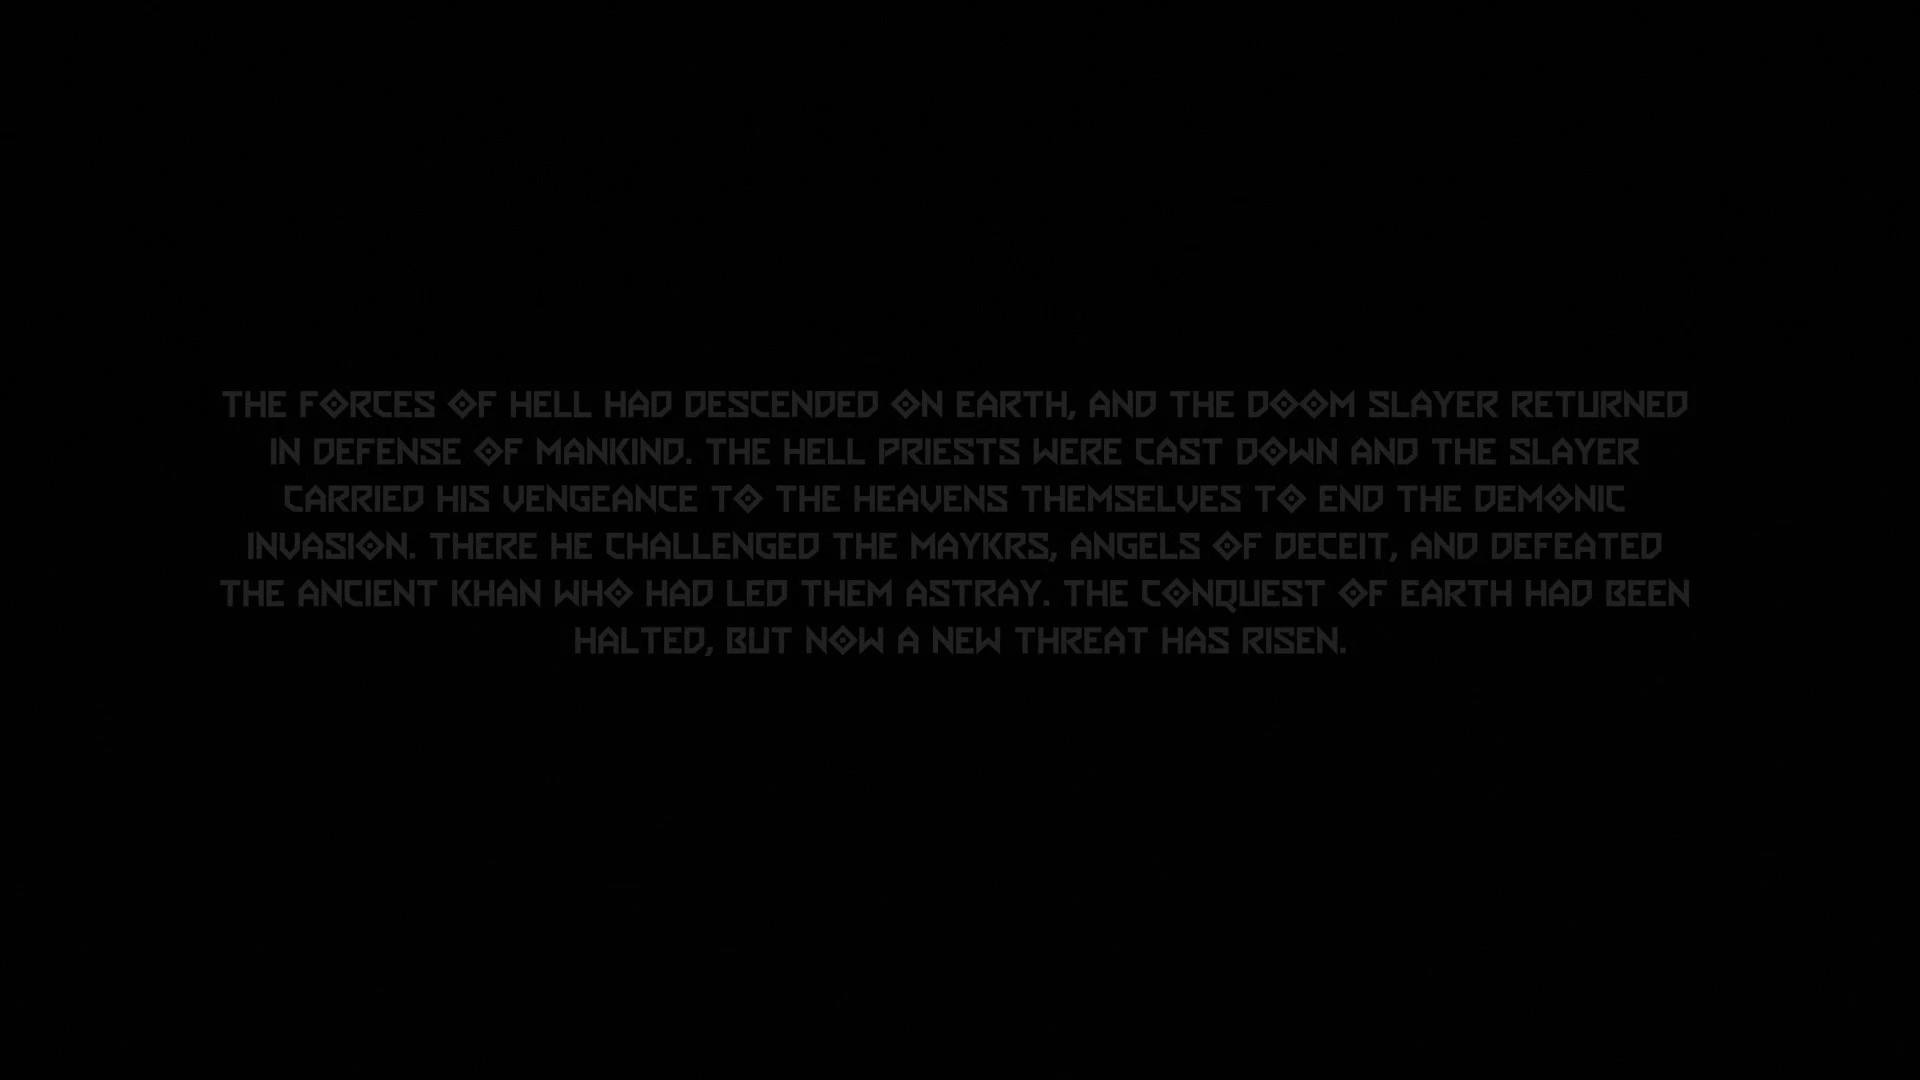 THE FORCES OF HELL HAD DESCENDED ON EARTH, AND THE DOOM SLAYER RETURNED
IN DEFENSE OF MANKIND. THE HELL PRIESTS WERE CAST DOWN AND THE SLAYER
CARRIED HIS VENGEANCE TO THE HEAVENS THEMSELVES TO END THE DEMONIC
INVASION. THERE HE CHALLENGED THE MAYKRS, ANGELS OF DECEIT, AND DEFEATED
THE ANCIENT KHAN WHO HAD LED THEM ASTRAY. THE CONQUEST OF EARTH HAD BEEN
HALTED, BUT NOW A NEW THREAT HAS RISEN.